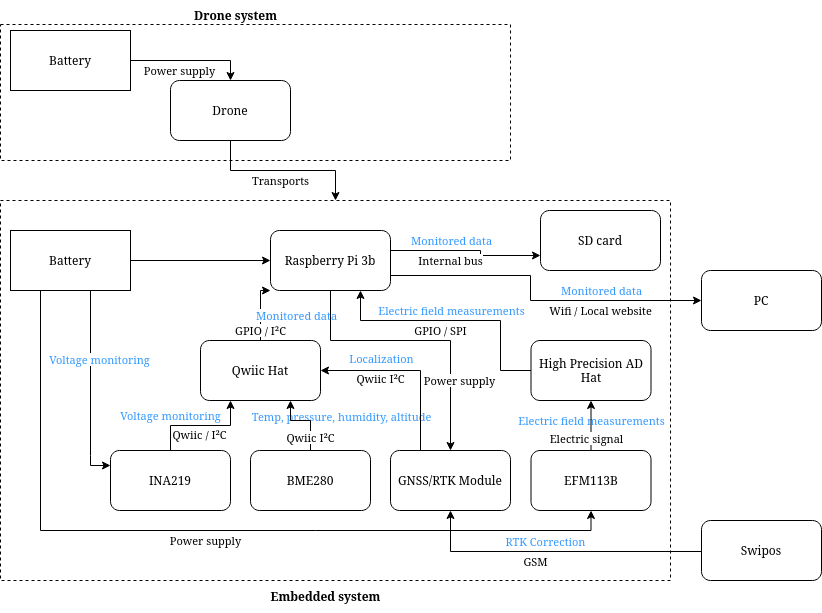 Drone system
Battery
Power supply
Drone
Transports
Battery
Raspberry Pi 3b
Monitored data
Internal bus
SD card
Monitored data
Wifi / Local website
PC
Monitored data
GPIO / I²C
Electric field measurements
GPIO / SPI
Voltage monitoring
Qwiic Hat
Localization
Qwiic I²C
Power supply
High Precision AD
Hat
Voltage monitoring
Qwiic / I²C
Temp, pressure, humidity, altitude
Qwiic I²C
Electric field measurements
Electric signal
INA219
BME280
GNSS/RTK Module
EFM113B
Power supply
RTK Correction
GSM
Swipos
Embedded system